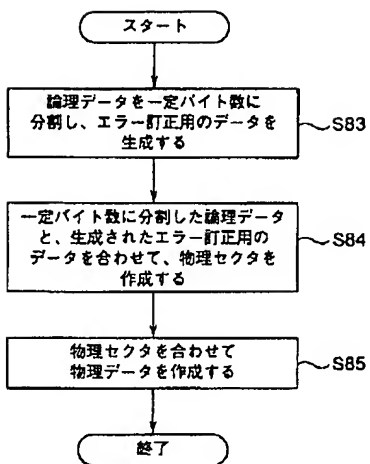 スタート
論理データを一定バイト数に
分割し、エラー訂正用のデータを
生成する
S83
一定バイト数に分割した論理データ
と、生成されたエラー訂正用の
データを合わせて、物理セクタを
作成する
S84
物理セクタを合わせて
物理データを作成する
S85
終了